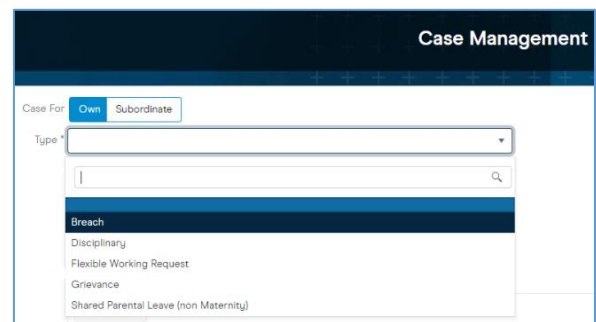 Case Management
Case For Own Subordinate
Type *
Breach
Disciplinary
Flexible Working Request
Grievance
Shared Parental Leave (non Maternity)